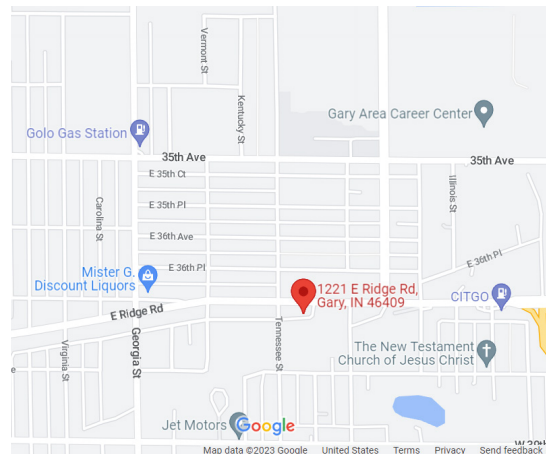 Vermont St
Kentucky St
Gary Area Career Center
Golo Gas Station
35th Ave
35th Ave
E 35th Ct
Illinois St
Carolina St
E 35th Pl
E 36th Ave
E 36th Pl
E 36th Pl
Mister G.
Discount Liquors
1221 E Ridge Rd,
Gary, IN 46409
CITGO
E Ridge Rd
Georgia St
Tennessee St
Virginia St
e
The New Testament
Church of Jesus Christ
Jet Motors
Google
W 39th
Map data ©2023 Google
United States
Terms
Privacy
Send feedback